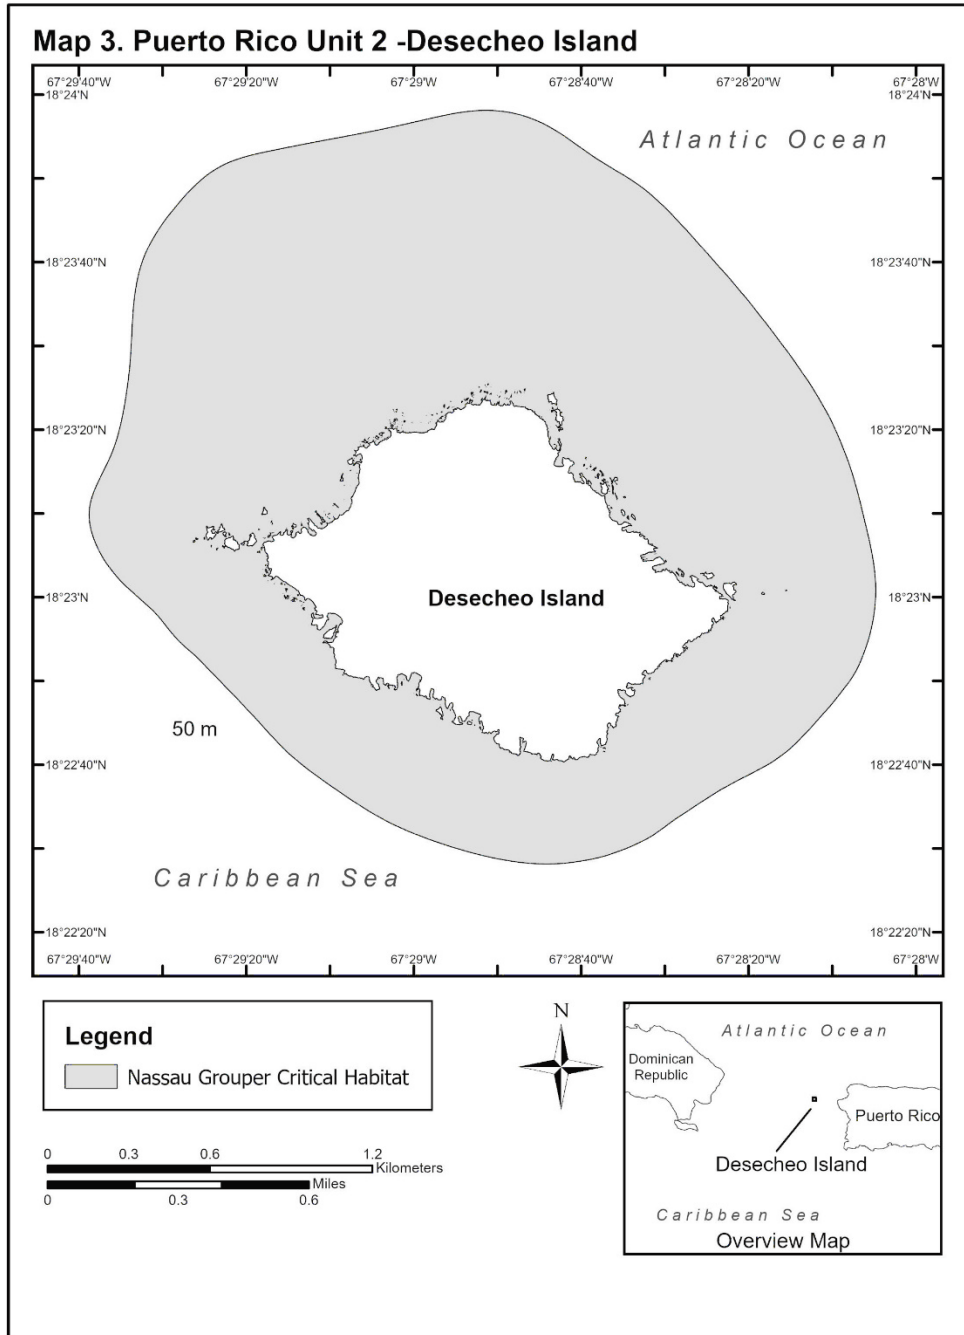 Map 3. Puerto Rico Unit 2 -Desecheo Island
67°29'40"W 67°29'20"W 67°29'W 67°28'40"W 67°28'20"W 67°28'W
18°24'N 18°24'N
Atlantic Ocean
18°23'40"N 18°23'40"N
18°23'20"N 18°23'20"N
18°23'N Desecheo Island 18°23'N
50 m
18°22'40"N 18°22'40"N
Caribbean Sea
18°22'20"N 18°22'20"N
67°29'40"W 67°29'20"W 67°29'W 67°28'40"W 67°28'20"W 67°28'W
Legend
Nassau Grouper Critical Habitat
0 0.3 0.6 1.2
Kilometers
Miles
0 0.3 0.6
N
Atlantic Ocean
Dominican
Republic
Puerto Rico
Desecheo Island
Caribbean Sea
Overview Map